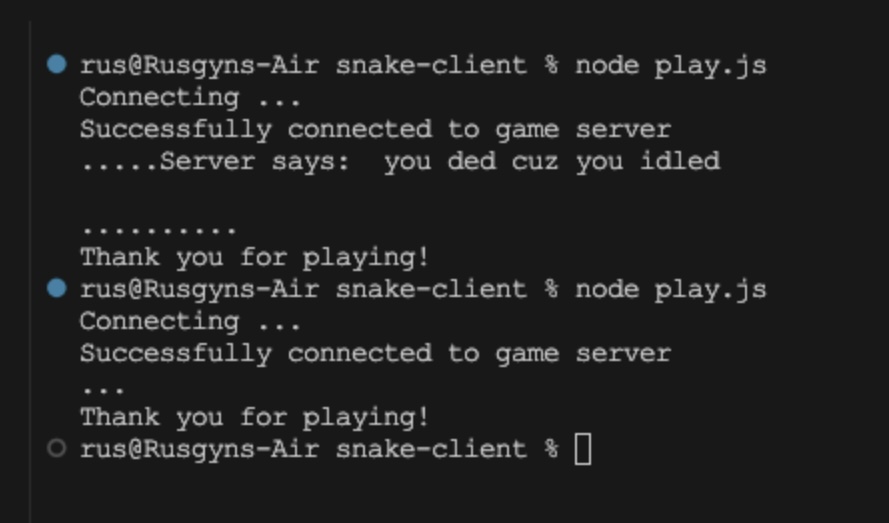 rus@Rusgyns-Air snake-client % node play.js
Connecting ...
Successfully connected to game server
.....Server says:  you ded cuz you idled
..........
Thank you for playing!
rus@Rusgyns-Air snake-client % node play.js
Connecting ...
Successfully connected to game server
...
Thank you for playing!
rus@Rusgyns-Air snake-client %